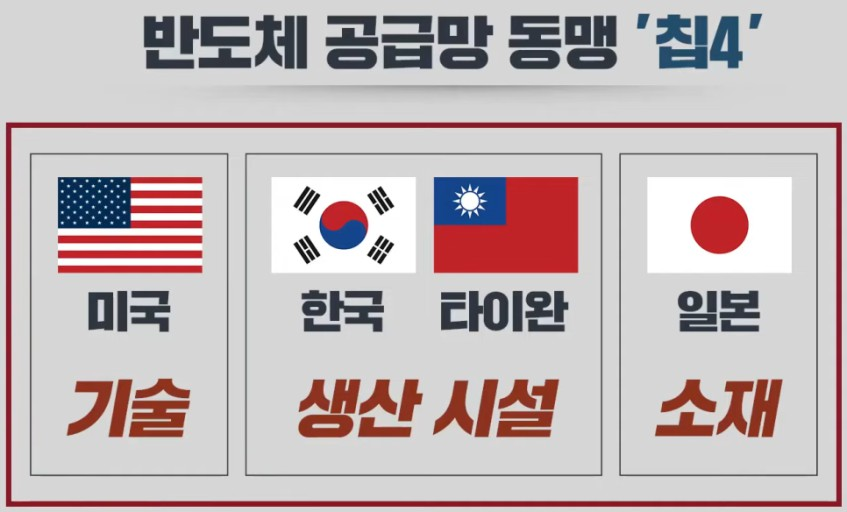 반도체 공급망 동맹 '칩4'
미국
기술
한국 타이완
생산 시설
일본
소재